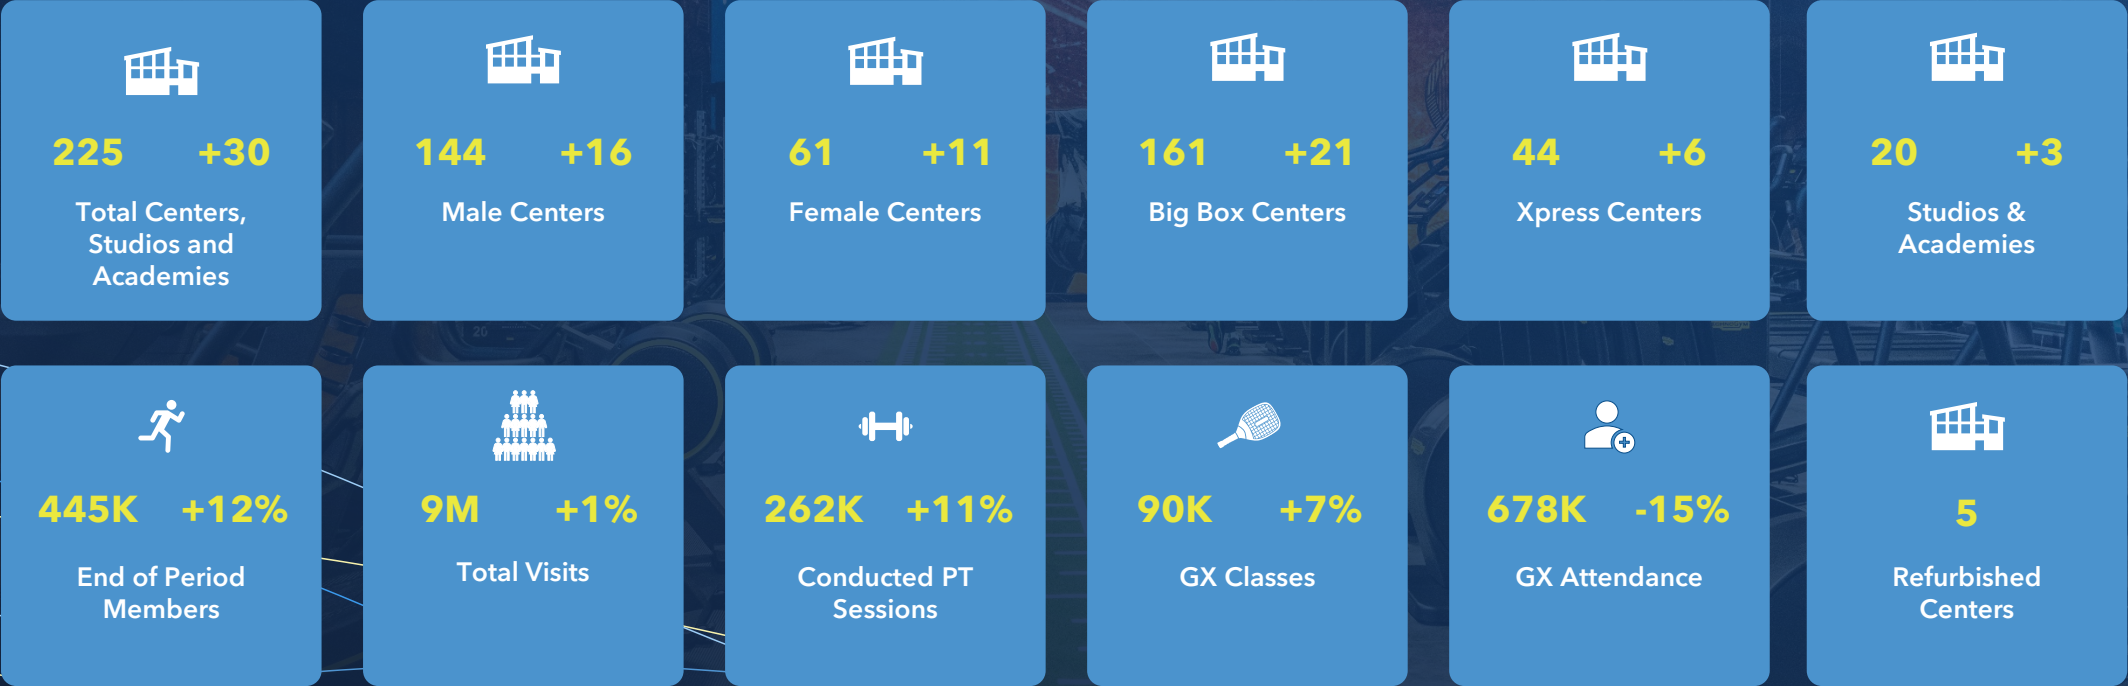 225 +30
Total Centers,
Studios and
Academies
144 +16
Male Centers
61 +11
Female Centers
161 +21
Big Box Centers
44 +6
Xpress Centers
20 +3
Studios &
Academies
445K +12%
End of Period
Members
9M +1%
Total Visits
262K +11%
Conducted PT
Sessions
90K +7%
GX Classes
678K -15%
GX Attendance
5
Refurbished
Centers
20